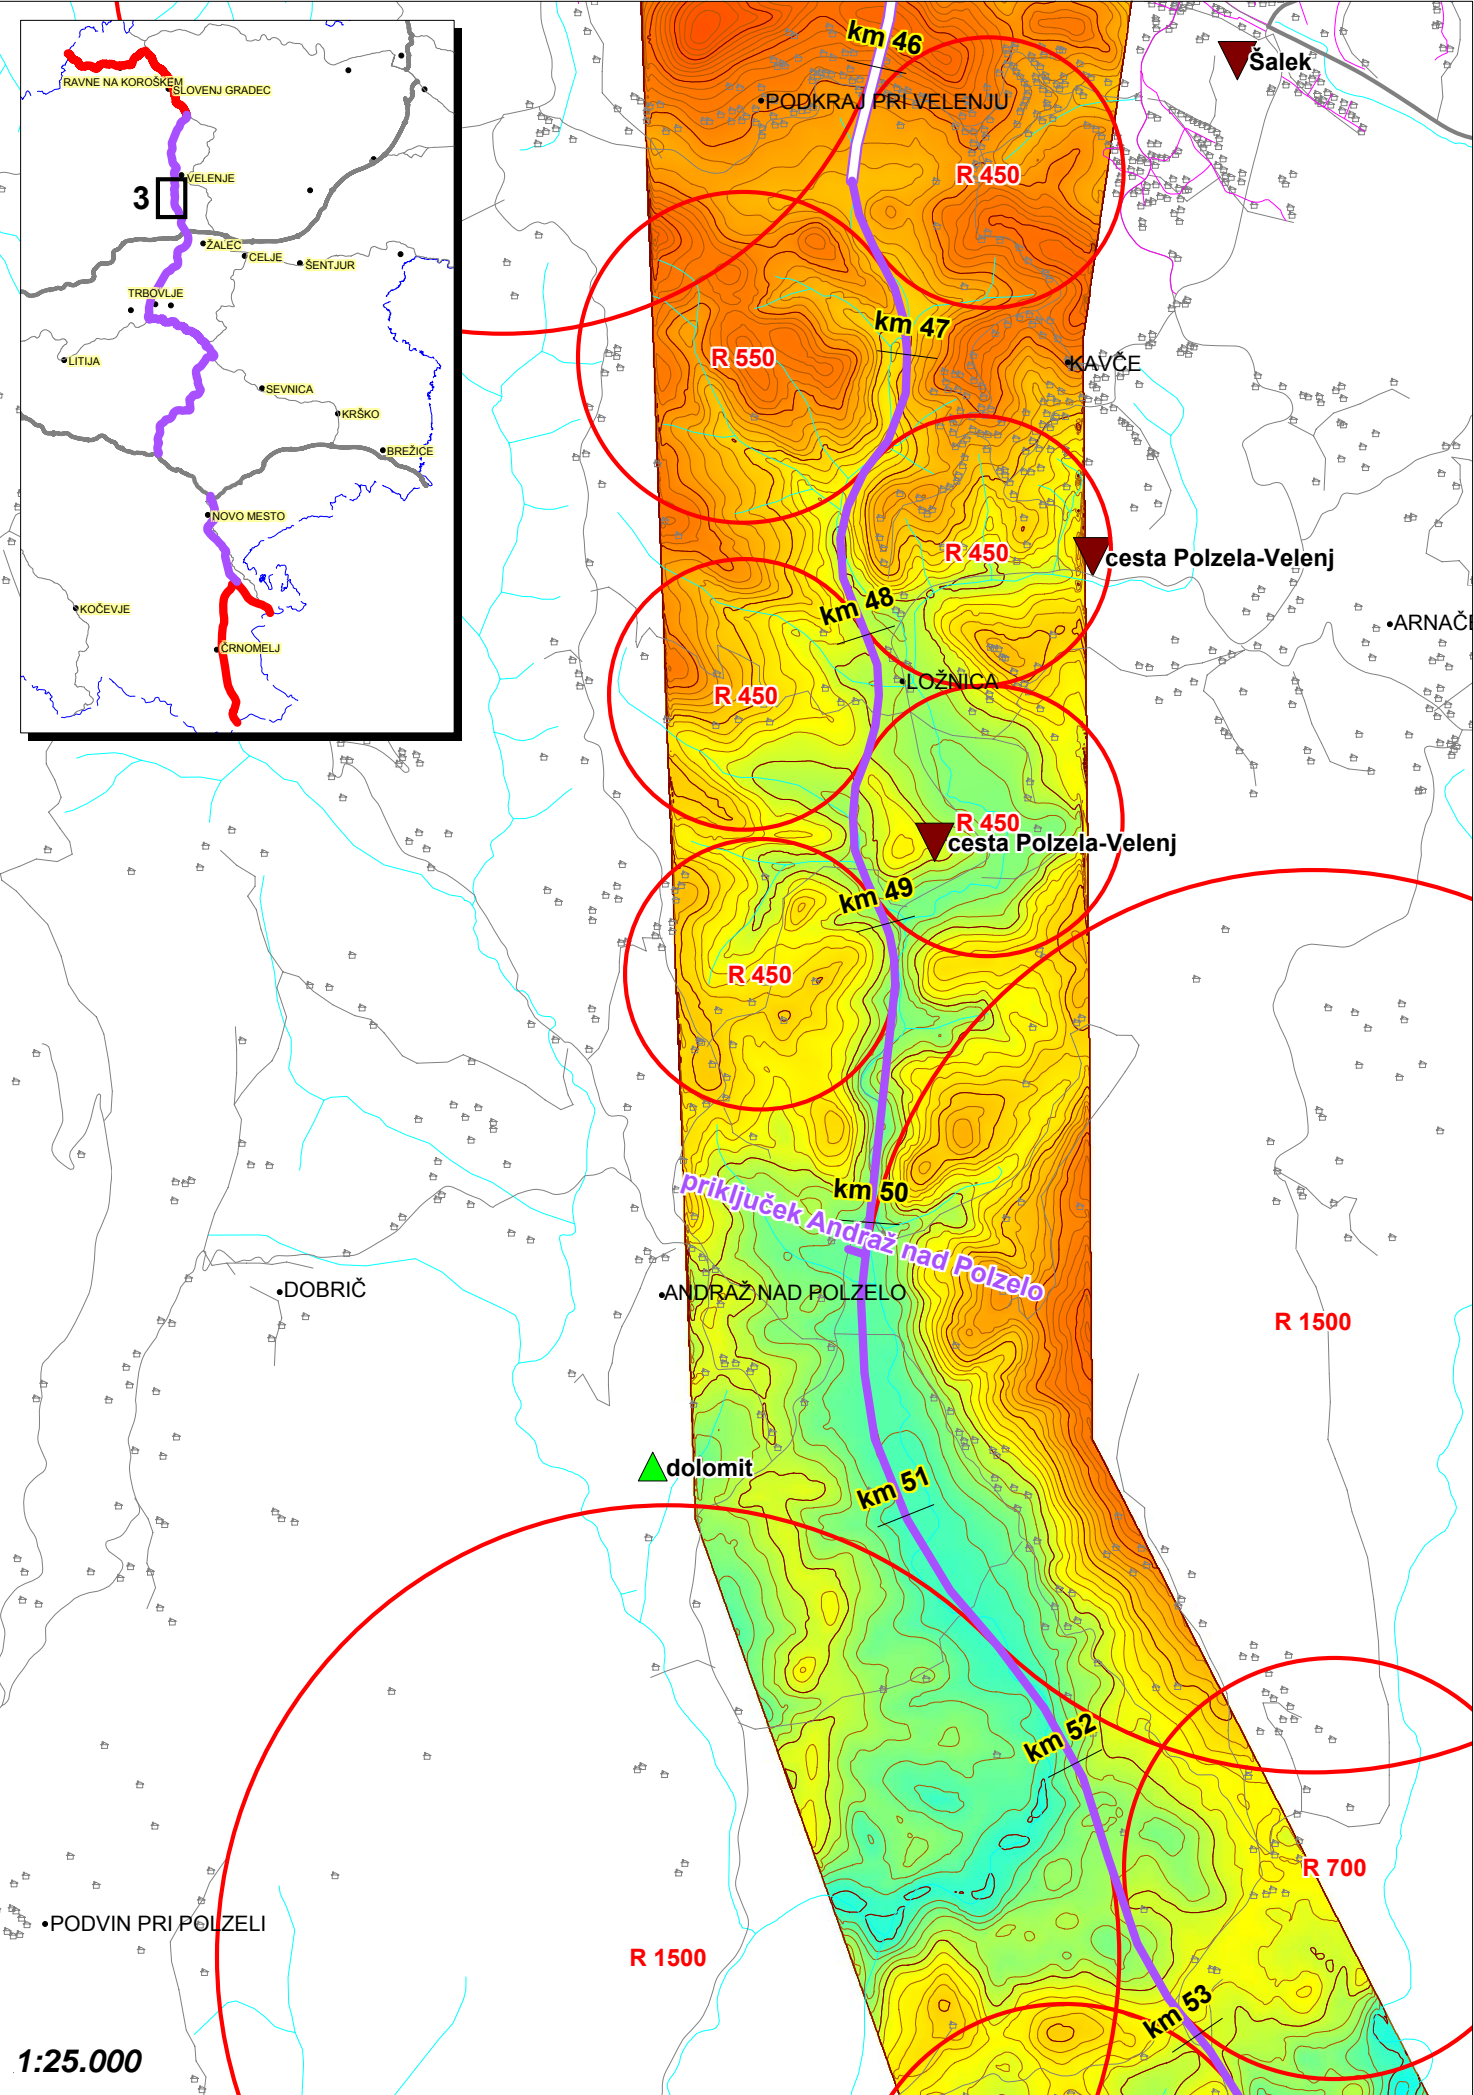 RAVNE NA KOROŠKEM
SLOVENJ GRADEC
VELENJE
3
ŽALEC
CELJE
ŠENTJUR
TRBOVLJE
LITIJA
SEVNICA
KRŠKO
BREŽICE
NOVO MESTO
KOČEVJE
ČRNOMELJ
km 46
Šalek
PODKRAJ PRI VELENJU
R 450
km 47
R 550
KAVČE
R 450
cesta Polzela-Velenj
km 48
ARNAČE
LOŽNICA
R 450
R 450
cesta Polzela-Velenj
km 49
R 450
km 50
priključek Andraž nad Polzelo
DOBRIČ
ANDRAŽ NAD POLZELO
R 1500
dolomit
km 51
km 52
R 700
PODVIN PRI POLZELI
R 1500
km 53
1:25.000